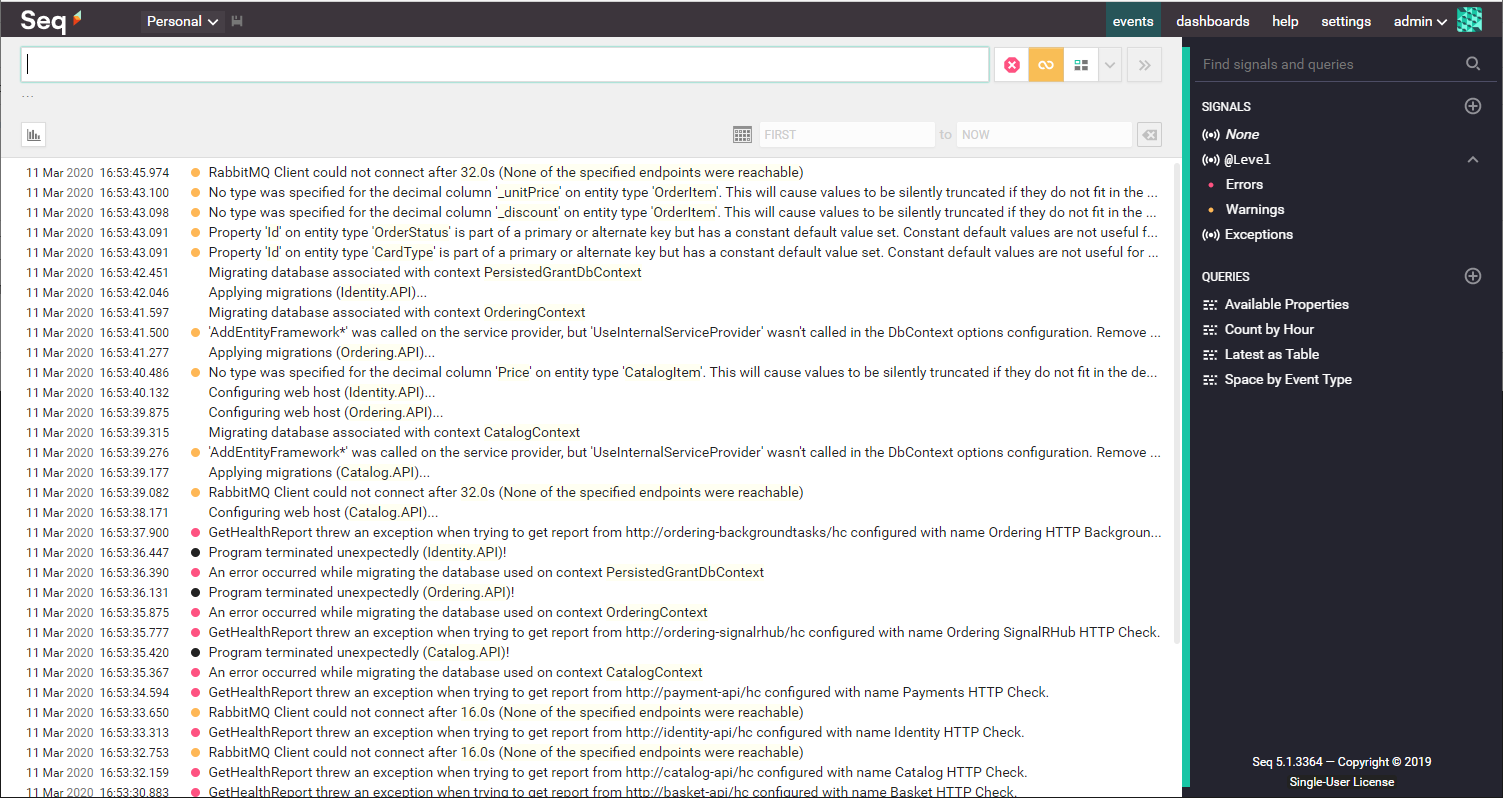 Seq Personal events dashboards help settings admin
Find signals and queries
...
FIRST to NOW
SIGNALS
None
@Level
Errors
Warnings
Exceptions
QUERIES
Available Properties
Count by Hour
Latest as Table
Space by Event Type
11 Mar 2020 16:53:45.974 RabbitMQ Client could not connect after 32.0s (None of the specified endpoints were reachable)
11 Mar 2020 16:53:43.100 No type was specified for the decimal column '_unitPrice' on entity type 'OrderItem'. This will cause values to be silently truncated if they do not fit in the ...
11 Mar 2020 16:53:43.098 No type was specified for the decimal column '_discount' on entity type 'OrderItem'. This will cause values to be silently truncated if they do not fit in the ...
11 Mar 2020 16:53:43.091 Property 'Id' on entity type 'OrderStatus' is part of a primary or alternate key but has a constant default value set. Constant default values are not useful f...
11 Mar 2020 16:53:43.091 Property 'Id' on entity type 'CardType' is part of a primary or alternate key but has a constant default value set. Constant default values are not useful for ...
11 Mar 2020 16:53:42.451 Migrating database associated with context PersistedGrantDbContext
11 Mar 2020 16:53:42.046 Applying migrations (Identity.API)...
11 Mar 2020 16:53:41.597 Migrating database associated with context OrderingContext
11 Mar 2020 16:53:41.500 'AddEntityFramework*' was called on the service provider, but 'UseInternalServiceProvider' wasn't called in the DbContext options configuration. Remove ...
11 Mar 2020 16:53:41.277 Applying migrations (Ordering.API)...
11 Mar 2020 16:53:40.486 No type was specified for the decimal column 'Price' on entity type 'CatalogItem'. This will cause values to be silently truncated if they do not fit in the de...
11 Mar 2020 16:53:40.132 Configuring web host (Identity.API)...
11 Mar 2020 16:53:39.875 Configuring web host (Ordering.API)...
11 Mar 2020 16:53:39.315 Migrating database associated with context CatalogContext
11 Mar 2020 16:53:39.276 'AddEntityFramework*' was called on the service provider, but 'UseInternalServiceProvider' wasn't called in the DbContext options configuration. Remove ...
11 Mar 2020 16:53:39.177 Applying migrations (Catalog.API)...
11 Mar 2020 16:53:39.082 RabbitMQ Client could not connect after 32.0s (None of the specified endpoints were reachable)
11 Mar 2020 16:53:38.171 Configuring web host (Catalog.API)...
11 Mar 2020 16:53:37.900 GetHealthReport threw an exception when trying to get report from http://ordering-backgroundtasks/hc configured with name Ordering HTTP Backgroun...
11 Mar 2020 16:53:36.447 Program terminated unexpectedly (Identity.API)!
11 Mar 2020 16:53:36.390 An error occurred while migrating the database used on context PersistedGrantDbContext
11 Mar 2020 16:53:36.131 Program terminated unexpectedly (Ordering.API)!
11 Mar 2020 16:53:35.875 An error occurred while migrating the database used on context OrderingContext
11 Mar 2020 16:53:35.777 GetHealthReport threw an exception when trying to get report from http://ordering-signalrhub/hc configured with name Ordering SignalRHub HTTP Check.
11 Mar 2020 16:53:35.420 Program terminated unexpectedly (Catalog.API)!
11 Mar 2020 16:53:35.367 An error occurred while migrating the database used on context CatalogContext
11 Mar 2020 16:53:34.594 GetHealthReport threw an exception when trying to get report from http://payment-api/hc configured with name Payments HTTP Check.
11 Mar 2020 16:53:33.650 RabbitMQ Client could not connect after 16.0s (None of the specified endpoints were reachable)
11 Mar 2020 16:53:33.313 GetHealthReport threw an exception when trying to get report from http://identity-api/hc configured with name Identity HTTP Check.
11 Mar 2020 16:53:32.753 RabbitMQ Client could not connect after 16.0s (None of the specified endpoints were reachable)
11 Mar 2020 16:53:32.159 GetHealthReport threw an exception when trying to get report from http://catalog-api/hc configured with name Catalog HTTP Check.
11 Mar 2020 16:53:30.883 GetHealthReport threw an exception when trying to get report from http://basket-api/hc configured with name Basket HTTP Check.
Seq 5.1.3364 — Copyright © 2019
Single-User License